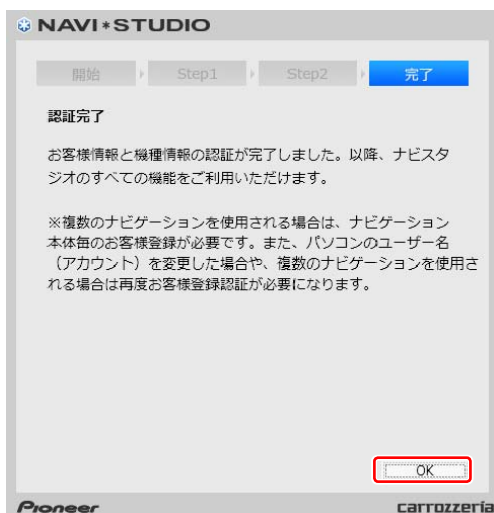 NAVI*STUDIO
開始 Step1 Step2 完了
認証完了
お客様情報と機種情報の認証が完了しました。以降、ナビスタ
ジオのすべての機能をご利用いただけます。
※複数のナビゲーションを使用される場合は、ナビゲーション
本体毎のお客様登録が必要です。また、パソコンのユーザー名
（アカウント）を変更した場合や、複数のナビゲーションを使用さ
れる場合は再度お客様登録認証が必要になります。
OK
Pioneer carrozzeria